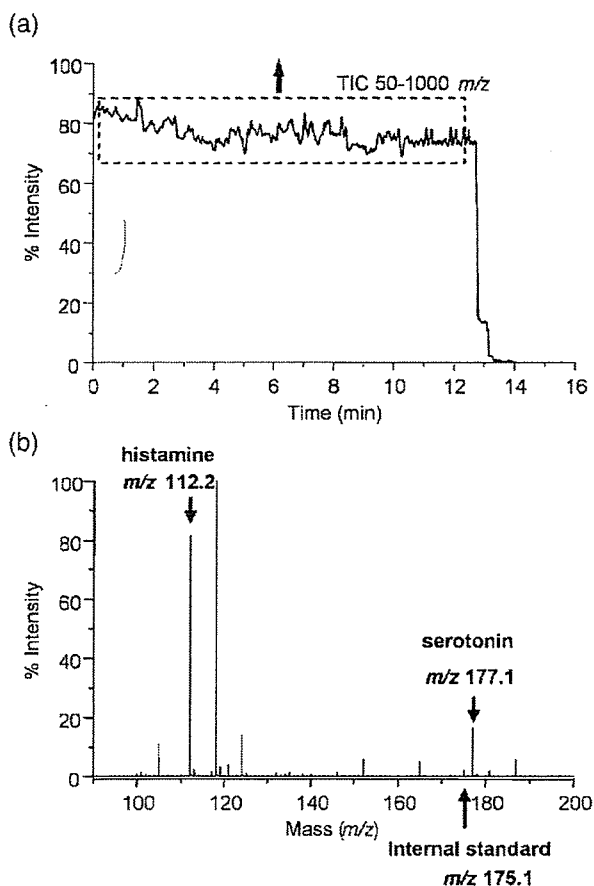 (a)
TIC 50-1000 m/z
100
80
60
40
20
0
% Intensity
0 2 4 6 8 10 12 14 16
Time (min)
(b)
histamine
m/z 112.2
100
80
60
40
20
0
% Intensity
serotonin
m/z 177.1
100 120 140 160 180 200
Mass (m/z)
Internal standard
m/z 175.1